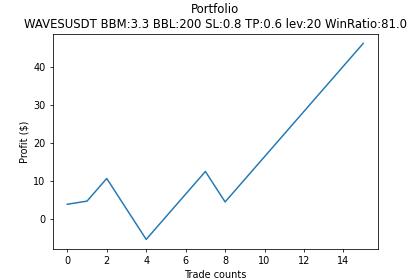 Portfolio
WAVESUSDT BBM:3.3 BBL:200 SL:0.8 TP:0.6 lev:20 WinRatio:81.0
40
30
20
10
0
Profit ($)
0 2 4 6 8 10 12 14
Trade counts